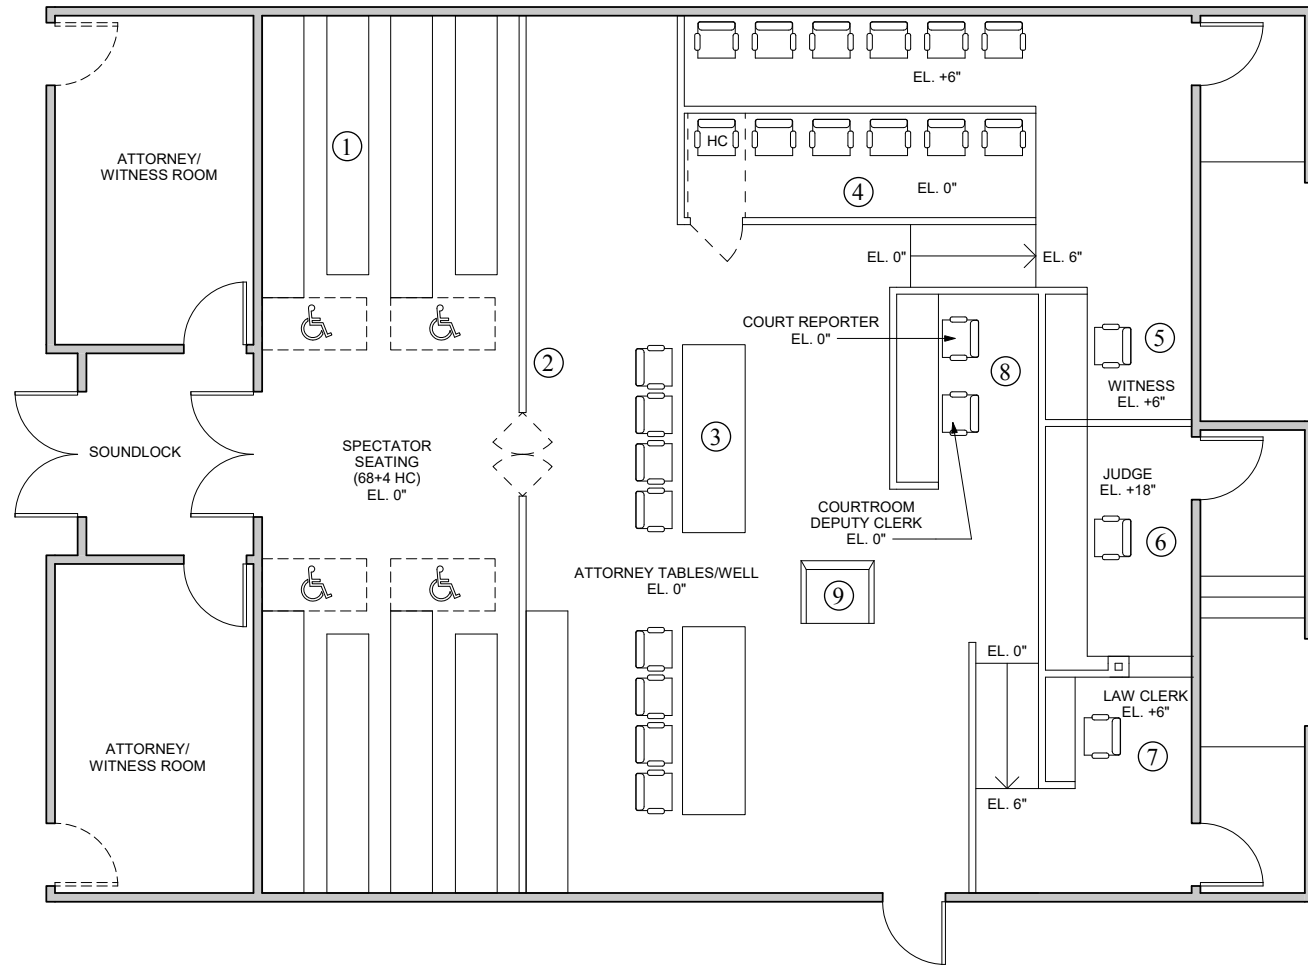 EL. +6"
1
ATTORNEY/
WITNESS ROOM
HC
4
EL. 0"
EL. 0"
EL. 6"
COURT REPORTER
EL. 0"
5
2
8
WITNESS
EL. +6"
3
SOUNDLOCK
SPECTATOR
SEATING
(68+4 HC)
EL. 0"
JUDGE
EL. +18"
COURTROOM
DEPUTY CLERK
EL. 0"
6
ATTORNEY TABLES/WELL
EL. 0"
9
EL. 0"
LAW CLERK
EL. +6"
7
ATTORNEY/
WITNESS ROOM
EL. 6"